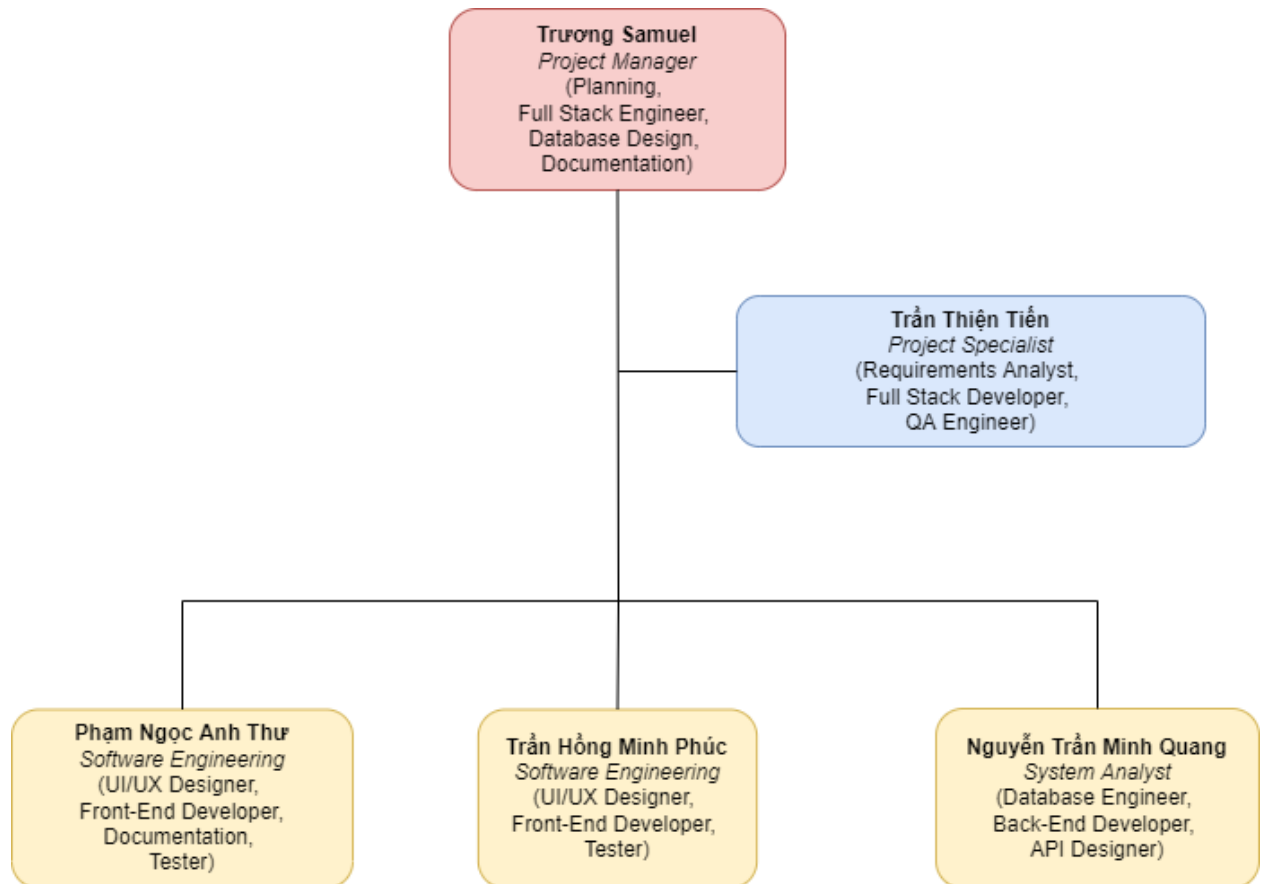 Trương Samuel
Project Manager
(Planning,
Full Stack Engineer,
Database Design,
Documentation)
Trần Thiện Tiến
Project Specialist
(Requirements Analyst,
Full Stack Developer,
QA Engineer)
Phạm Ngọc Anh Thư
Software Engineering
(UI/UX Designer,
Front-End Developer,
Documentation,
Tester)
Trần Hồng Minh Phúc
Software Engineering
(UI/UX Designer,
Front-End Developer,
Tester)
Nguyễn Trần Minh Quang
System Analyst
(Database Engineer,
Back-End Developer,
API Designer)